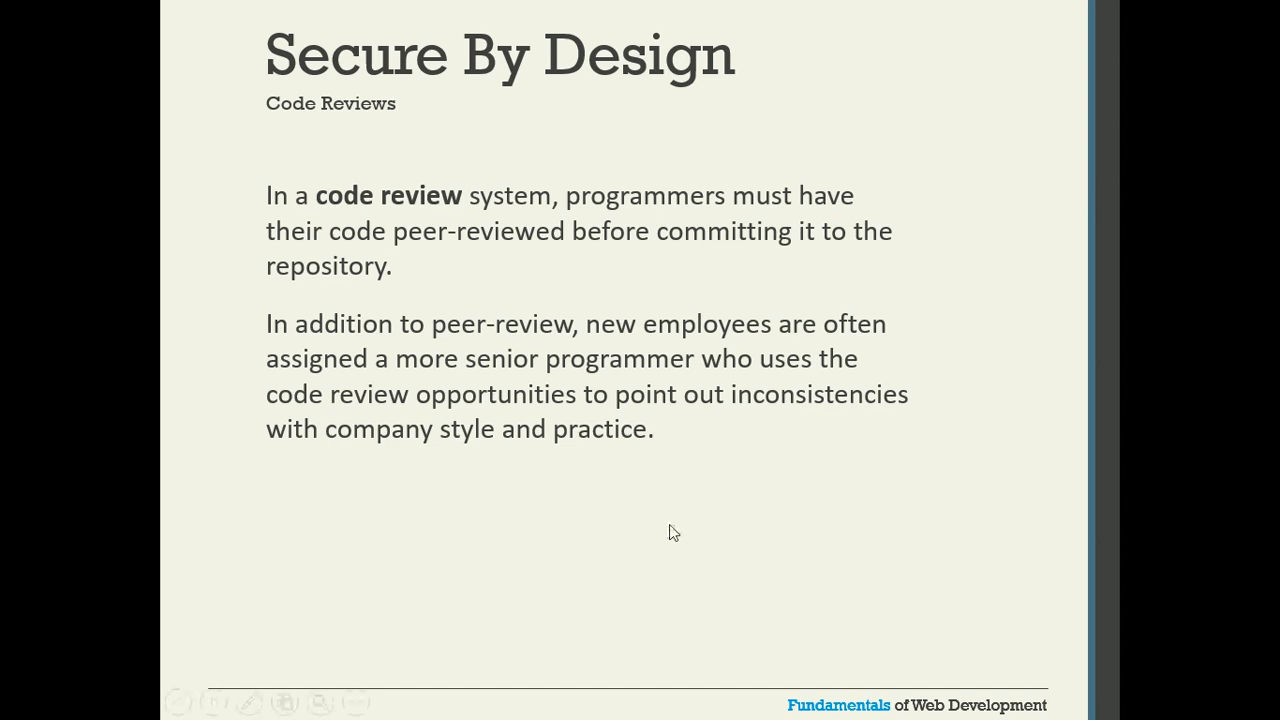 Secure By Design
Code Reviews
In a code review system, programmers must have
their code peer-reviewed before committing it to the
repository.
In addition to peer-review, new employees are often
assigned a more senior programmer who uses the
code review opportunities to point out inconsistencies
with company style and practice.
Fundamentals of Web Development